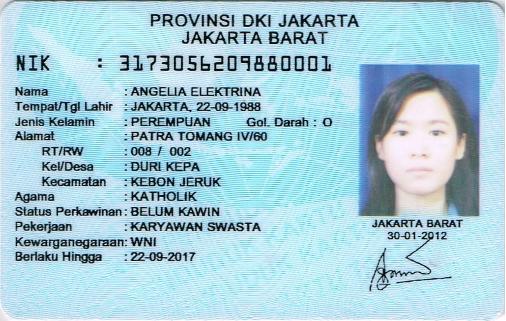 PROVINSI DKI JAKARTA
JAKARTA BARAT
NIK : 3173056209880001
Nama : ANGELIA ELEKTRINA
Tempat/Tgl Lahir : JAKARTA, 22-09-1988
Jenis Kelamin : PEREMPUAN Gol. Darah : O
Alamat : PATRA TOMANG IV/60
RT/RW : 008 / 002
Kel/Desa : DURI KEPA
Kecamatan : KEBON JERUK
Agama : KATHOLIK
Status Perkawinan: BELUM KAWIN
Pekerjaan : KARYAWAN SWASTA
Kewarganegaraan: WNI
Berlaku Hingga : 22-09-2017
JAKARTA BARAT
30-01-2012